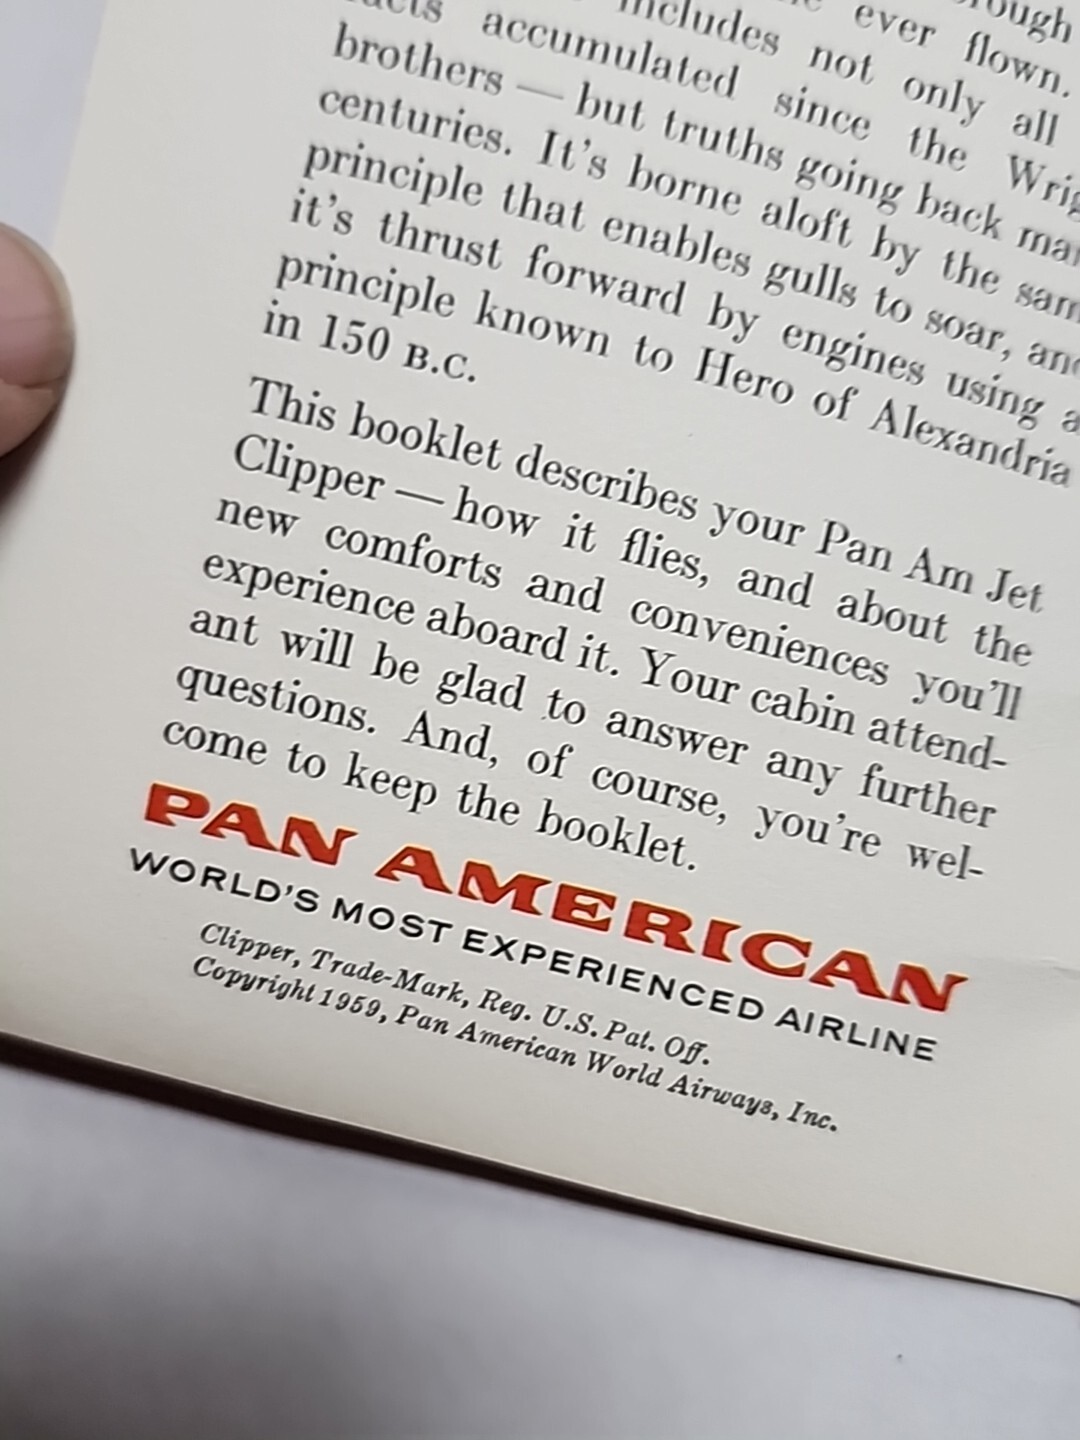 ever flown.
includes not only all
accumulated since the
brothers — but truths going back
centuries. It's borne aloft by the
principle that enables gulls to soar,
it's thrust forward by engines using
principle known to Hero of Alexandria
in 150 B.C.
This booklet describes your Pan Am Jet
Clipper — how it flies, and about the
new comforts and conveniences you'll
experience aboard it. Your cabin attend-
ant will be glad to answer any further
questions. And, of course, you're wel-
come to keep the booklet.
PAN AMERICAN
WORLD'S MOST EXPERIENCED AIRLINE
Clipper, Trade-Mark, Reg. U.S. Pat. Off.
Copyright 1959, Pan American World Airways, Inc.